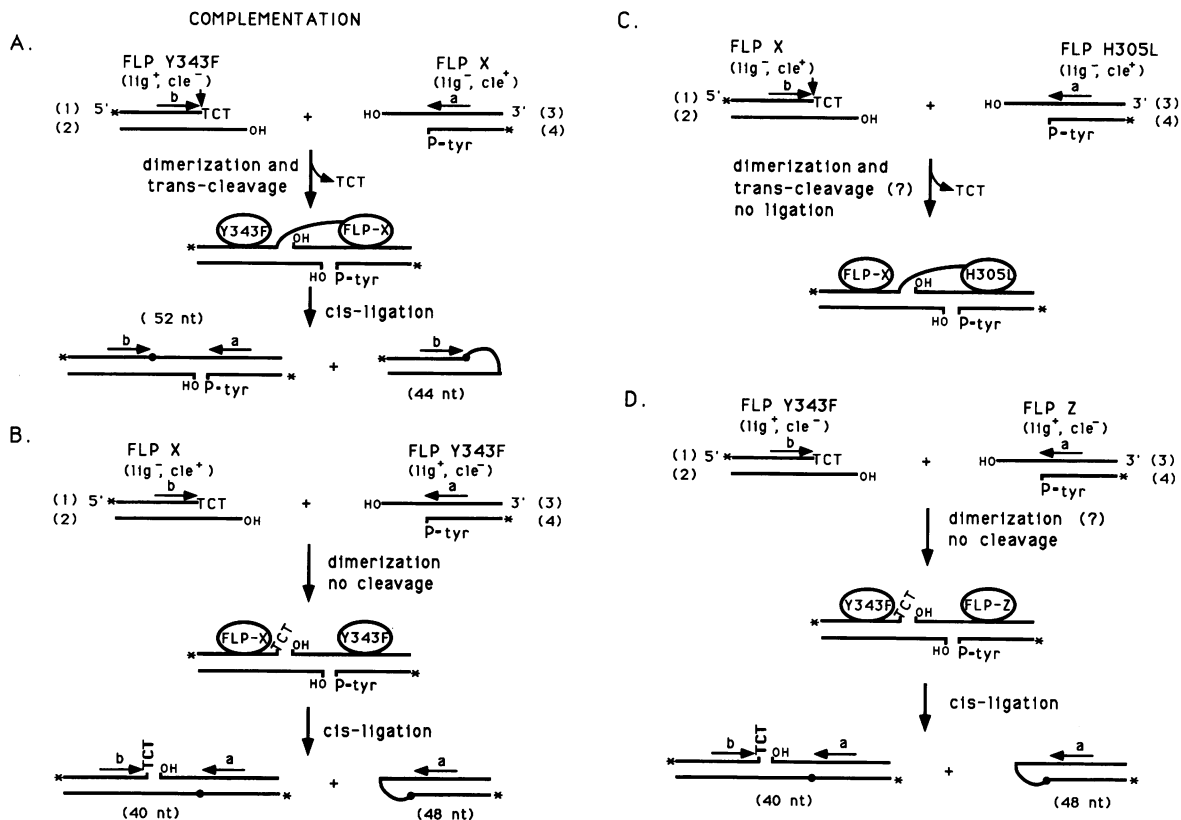 COMPLEMENTATION
A.
FLP Y343F
(lig⁺, cle⁻)
FLP X
(lig⁻, cle⁺)
b
a
(1) 5' * TCT
+
HO 3' (3)
(2) OH
P-tyr * (4)
dimerization and
trans-cleavage
TCT
Y343F
FLP-X
OH
*
HO P-tyr *
cis-ligation
(52 nt)
b
a
b
*
+
*
HO P-tyr *
(44 nt)
B.
FLP X
(lig⁻, cle⁺)
FLP Y343F
(lig⁺, cle⁻)
b
a
(1) 5' * TCT
+
HO 3' (3)
(2) OH
P-tyr * (4)
dimerization
no cleavage
FLP-X
TCT
OH
Y343F
*
HO P-tyr *
cis-ligation
b
TCT
OH
a
a
*
*
+
*
(40 nt)
(48 nt)
C.
FLP X
(lig⁻, cle⁺)
FLP H305L
(lig⁻, cle⁺)
b
a
(1) 5' * TCT
+
HO 3' (3)
(2) OH
P-tyr * (4)
dimerization and
trans-cleavage (?)
no ligation
TCT
FLP-X
H305L
OH
*
HO P-tyr *
D.
FLP Y343F
(lig⁺, cle⁻)
FLP Z
(lig⁺, cle⁻)
b
a
(1) 5' * TCT
+
HO 3' (3)
(2) OH
P-tyr * (4)
dimerization (?)
no cleavage
Y343F
TCT
OH
FLP-Z
*
HO P-tyr *
cis-ligation
b
TCT
OH
a
a
*
*
+
*
(40 nt)
(48 nt)